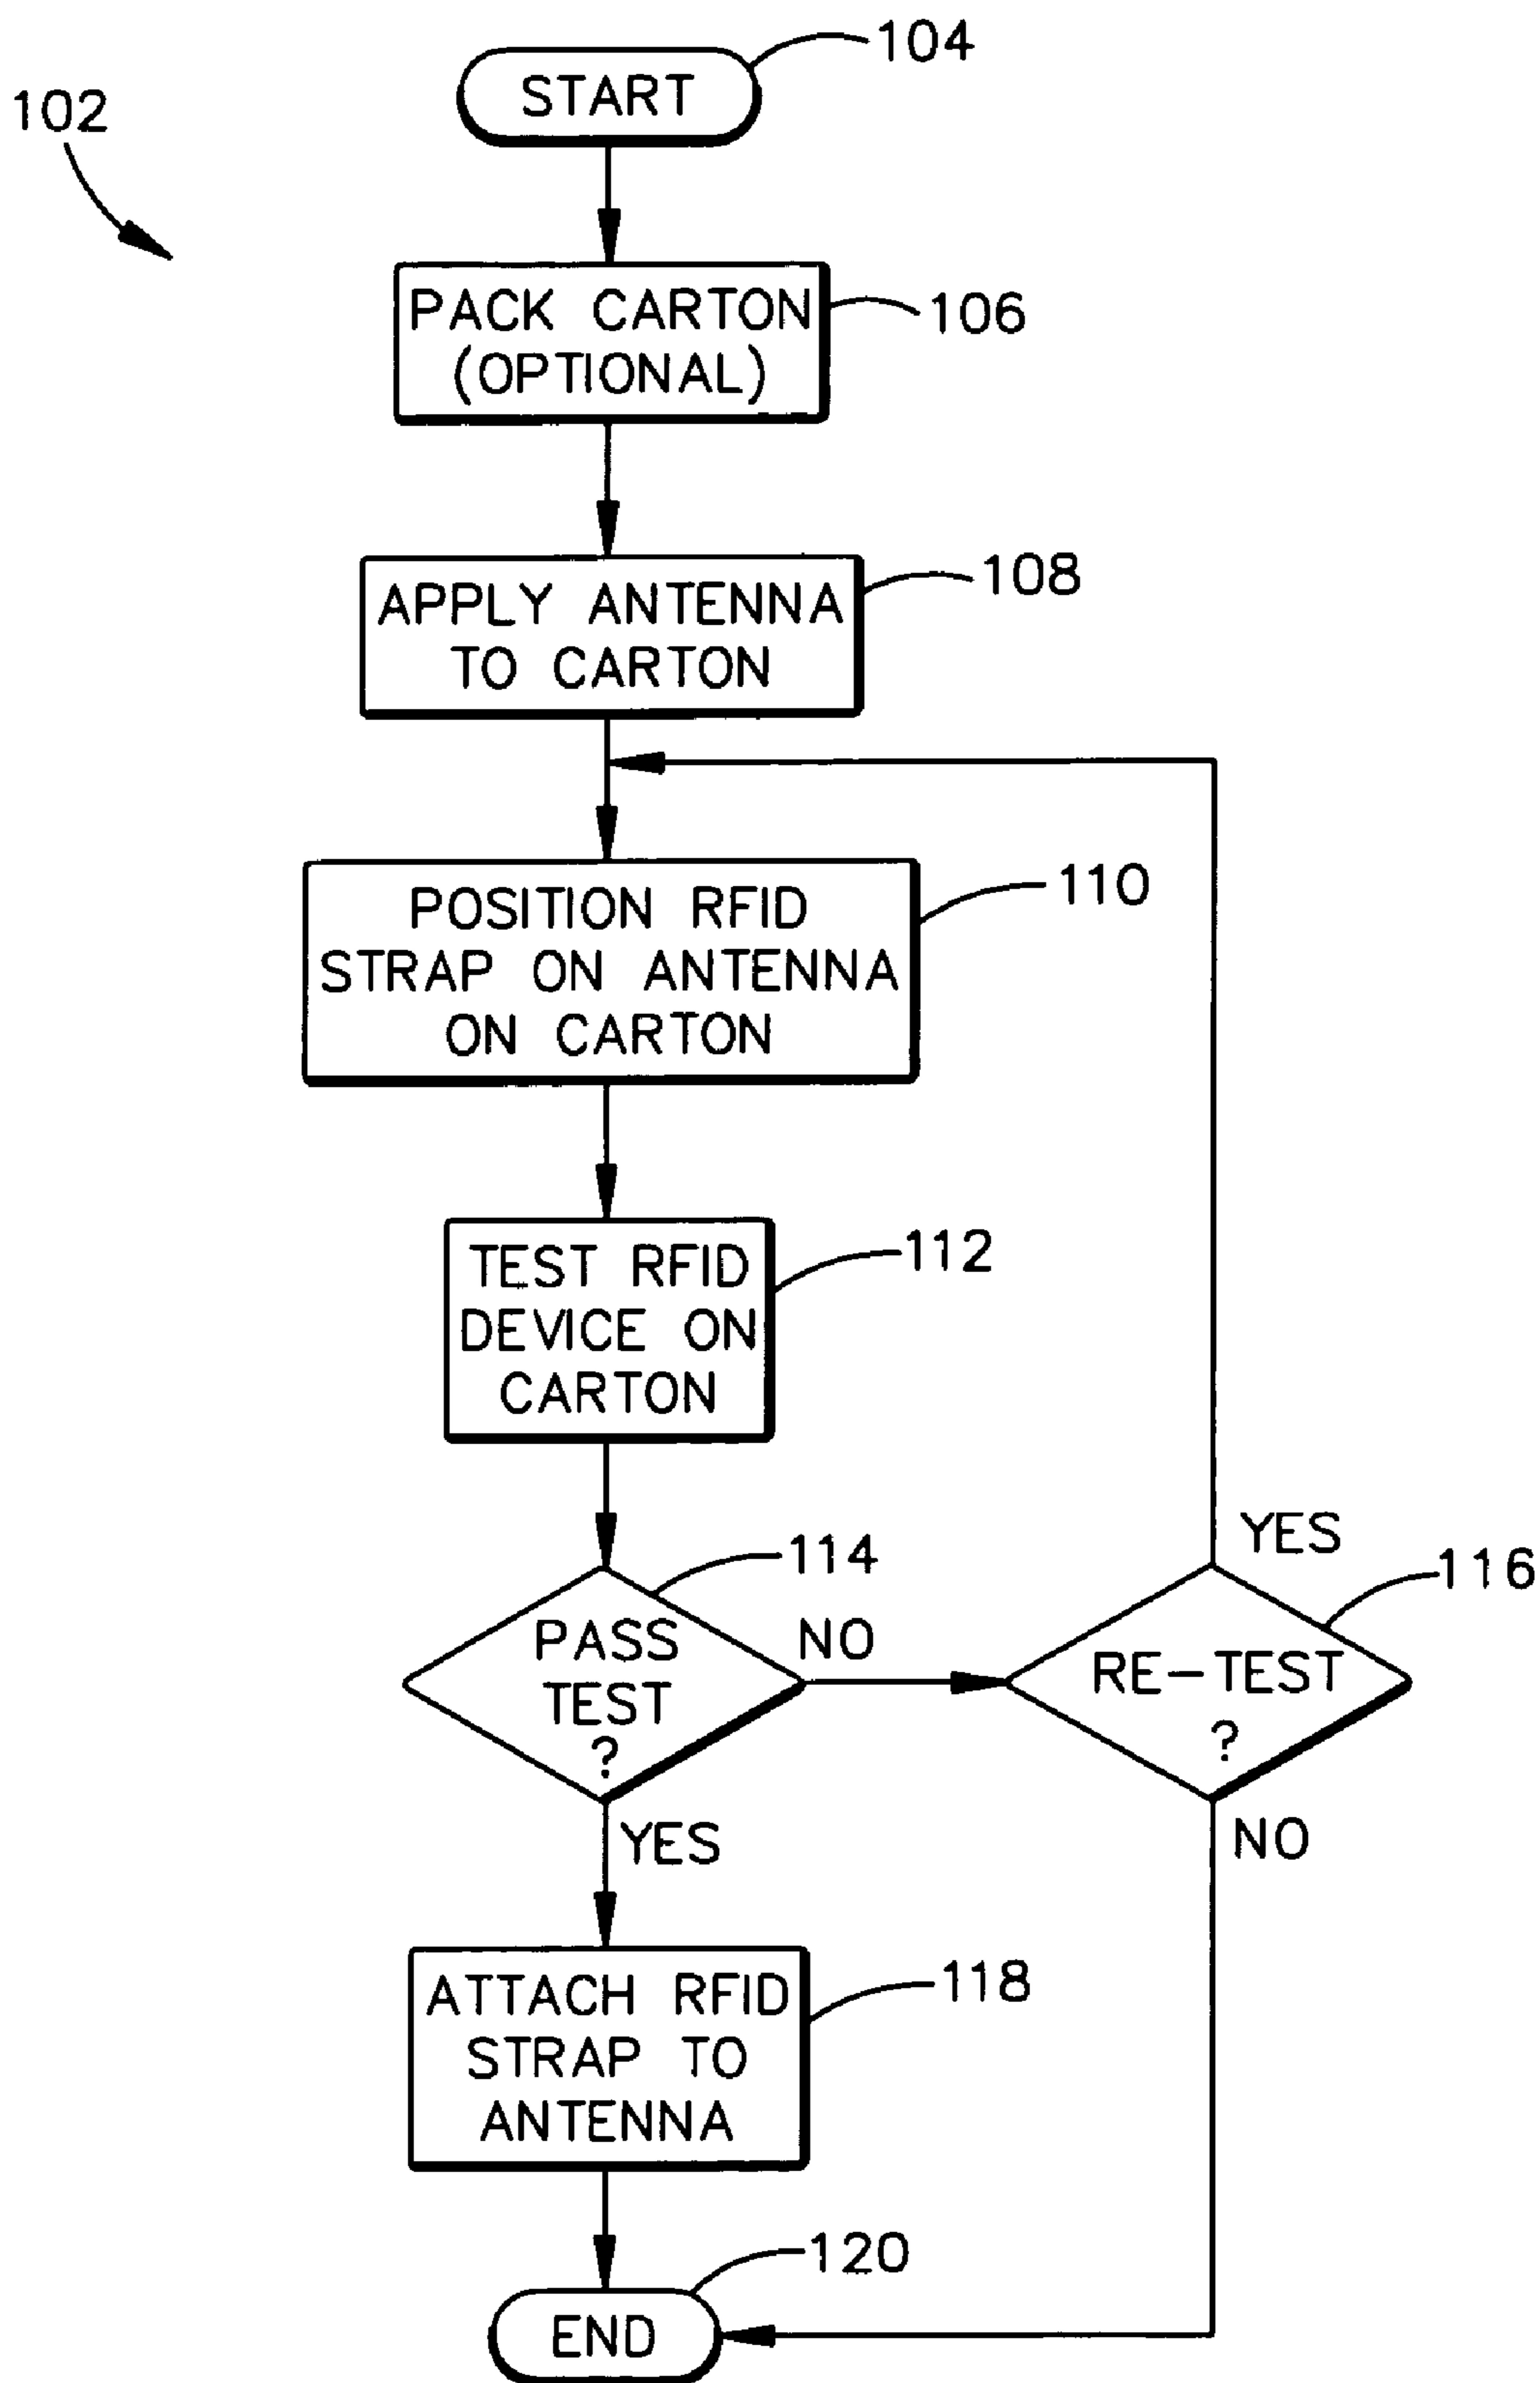 104
START
102
PACK CARTON
(OPTIONAL)
106
APPLY ANTENNA
TO CARTON
108
POSITION RFID
STRAP ON ANTENNA
ON CARTON
110
TEST RFID
DEVICE ON
CARTON
112
114
PASS
TEST
?
NO
YES
116
RE-TEST
?
YES
NO
ATTACH RFID
STRAP TO
ANTENNA
118
120
END